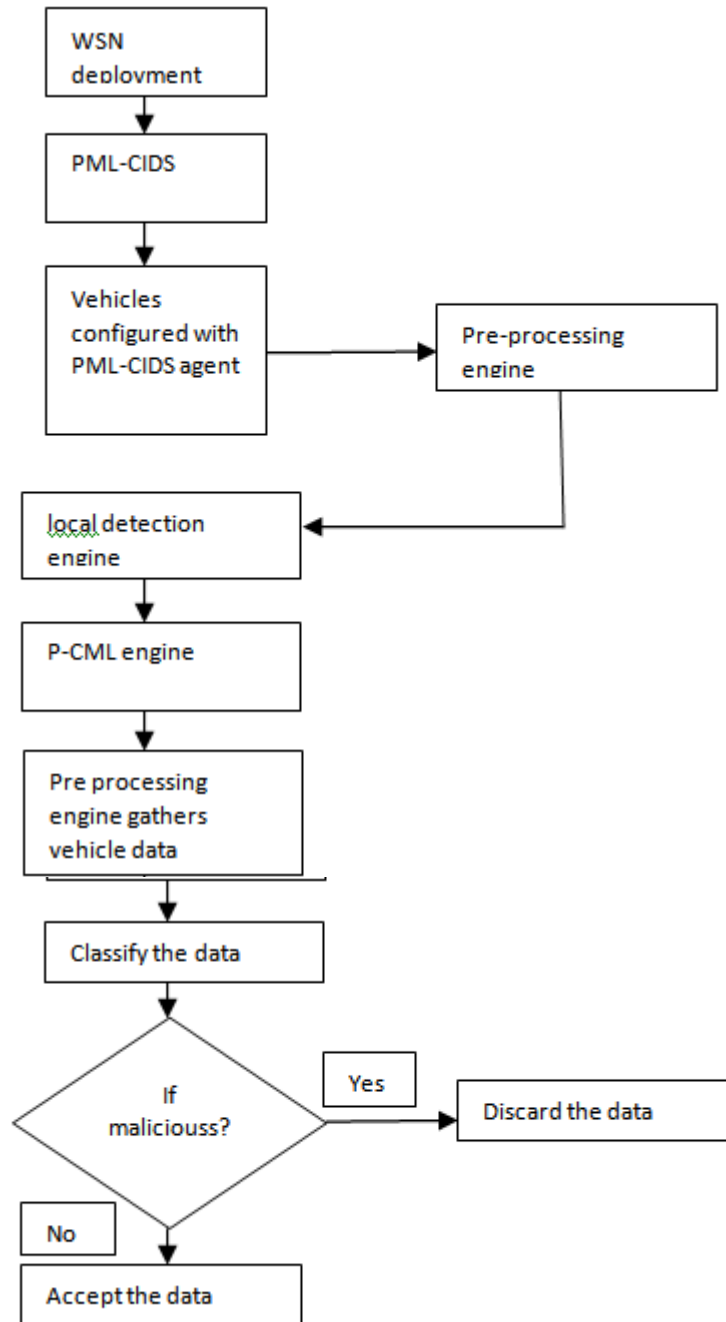 WSN
deployment
PML-CIDS
Vehicles
configured with
PML-CIDS agent
Pre-processing
engine
local detection
engine
P-CML engine
Pre processing
engine gathers
vehicle data
Classify the data
If
maliciouss?
Yes
Discard the data
No
Accept the data